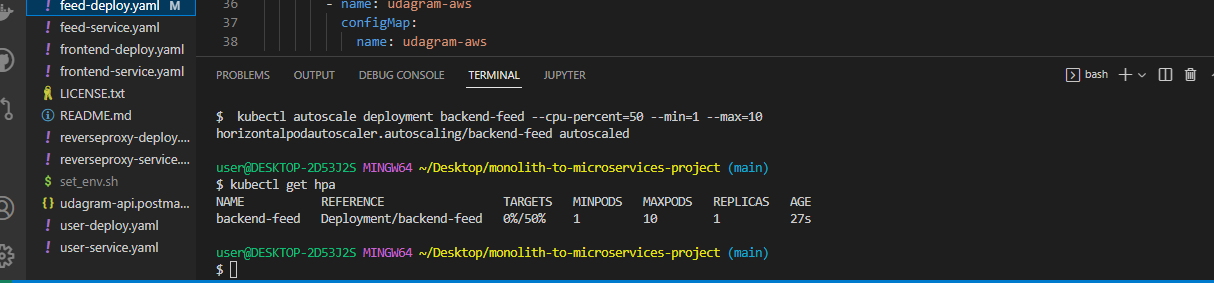 feed-deploy.yaml M
feed-service.yaml
frontend-deploy.yaml
frontend-service.yaml
LICENSE.txt
README.md
reverseproxy-deploy....
reverseproxy-service....
set_env.sh
udagram-api.postma...
user-deploy.yaml
user-service.yaml
36 - name: udagram-aws
37 configMap:
38 name: udagram-aws
PROBLEMS OUTPUT DEBUG CONSOLE TERMINAL JUPYTER bash
$ kubectl autoscale deployment backend-feed --cpu-percent=50 --min=1 --max=10
horizontalpodautoscaler.autoscaling/backend-feed autoscaled
user@DESKTOP-2D53J2S MINGW64 ~/Desktop/monolith-to-microservices-project (main)
$ kubectl get hpa
NAME REFERENCE TARGETS MINPODS MAXPODS REPLICAS AGE
backend-feed Deployment/backend-feed 0%/50% 1 10 1 27s
user@DESKTOP-2D53J2S MINGW64 ~/Desktop/monolith-to-microservices-project (main)
$